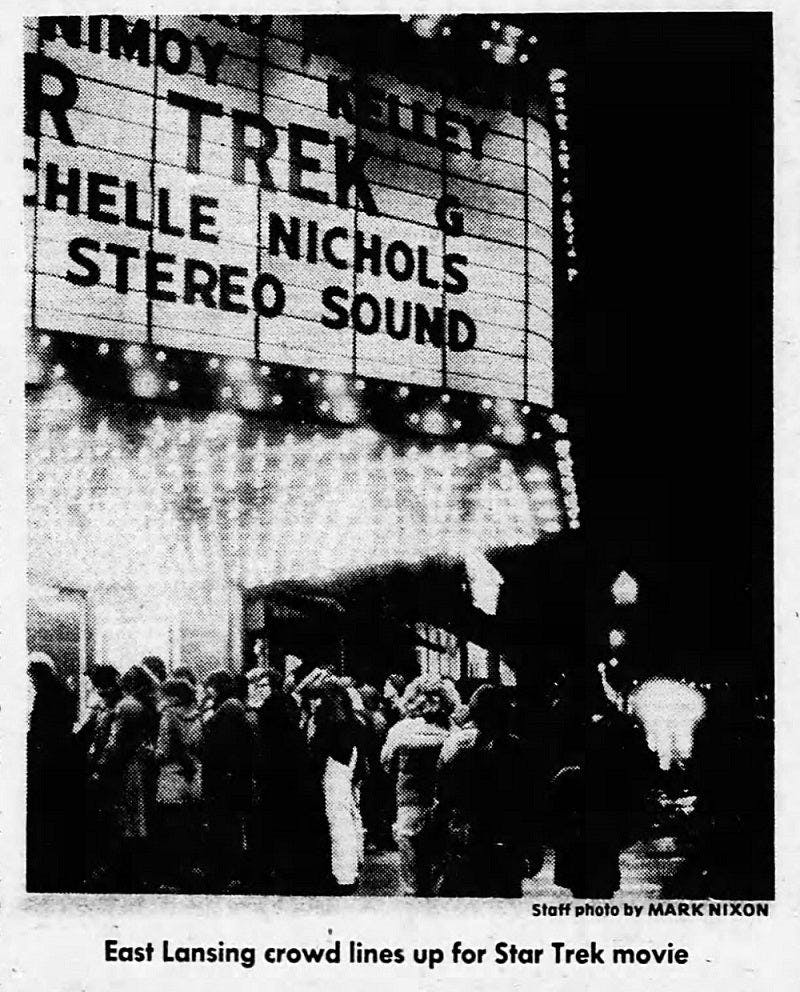 NIMOY
KELLEY
R TREK G
CHELLE NICHOLS
STEREO SOUND
Staff photo by MARK NIXON
East Lansing crowd lines up for Star Trek movie